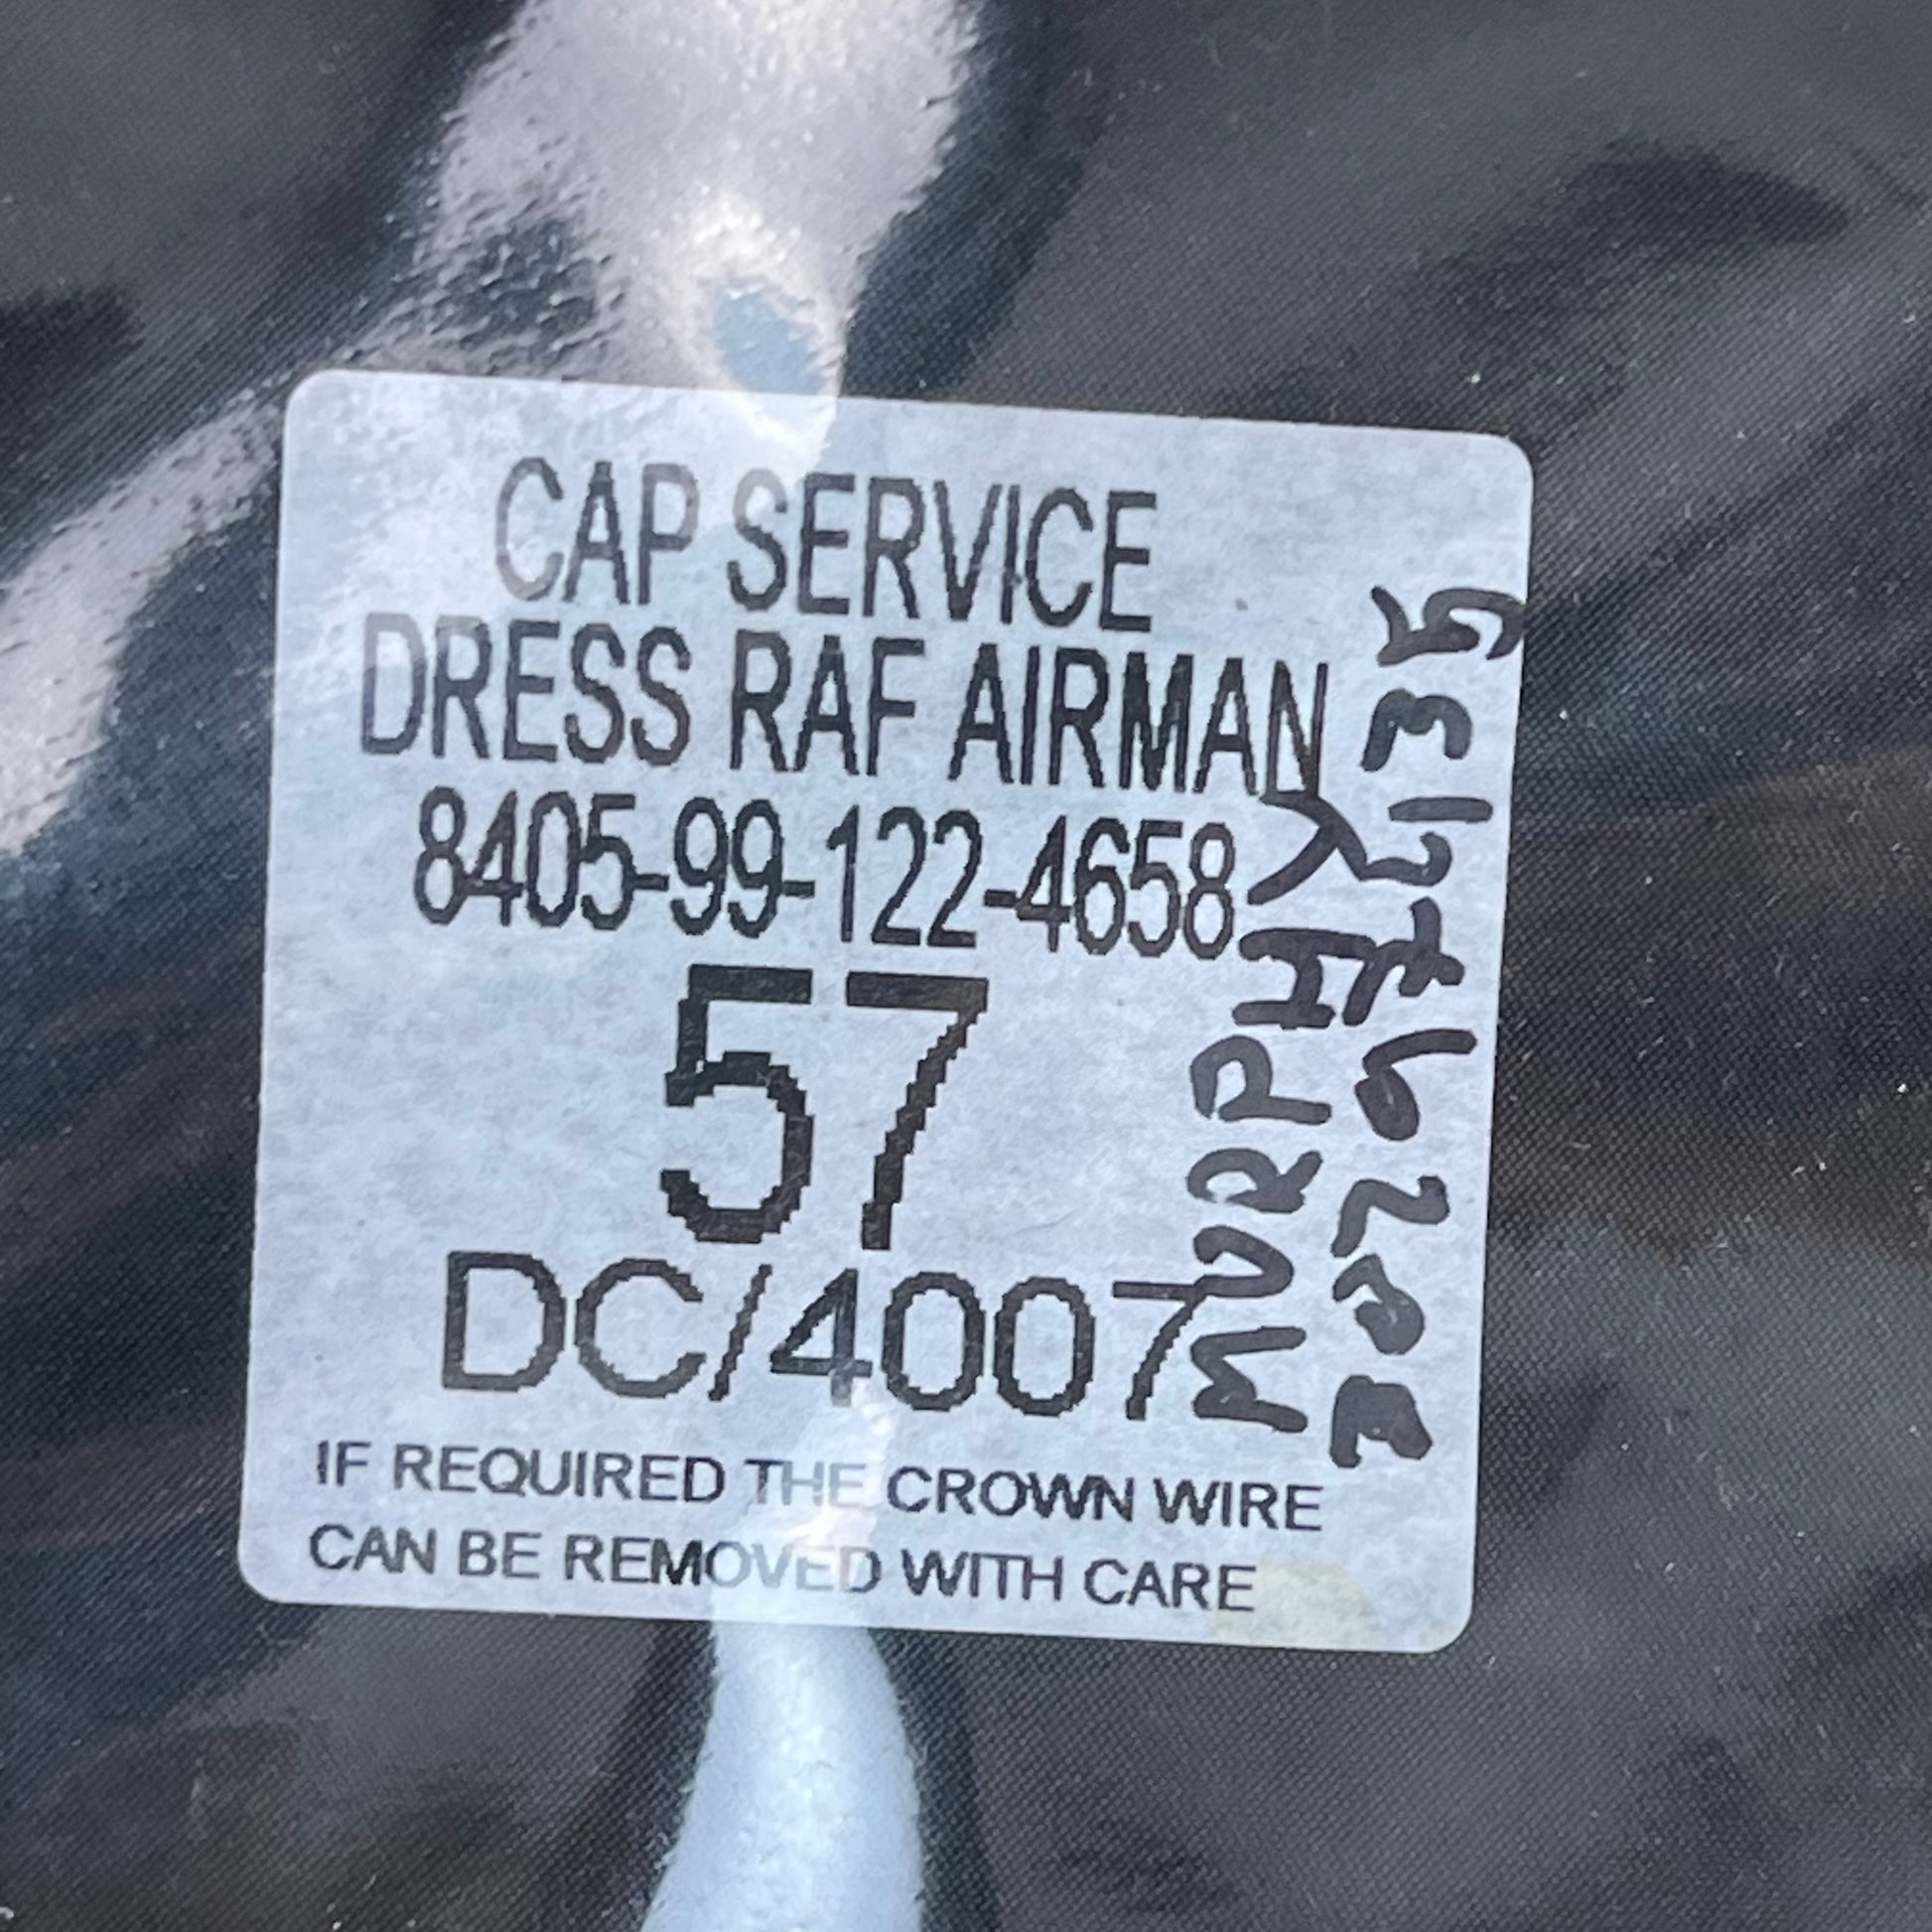 CAP SERVICE
DRESS RAF AIRMAN
8405-99-122-4658
57
DC/4007
IF REQUIRED THE CROWN WIRE
CAN BE REMOVED WITH CARE
MURPHY